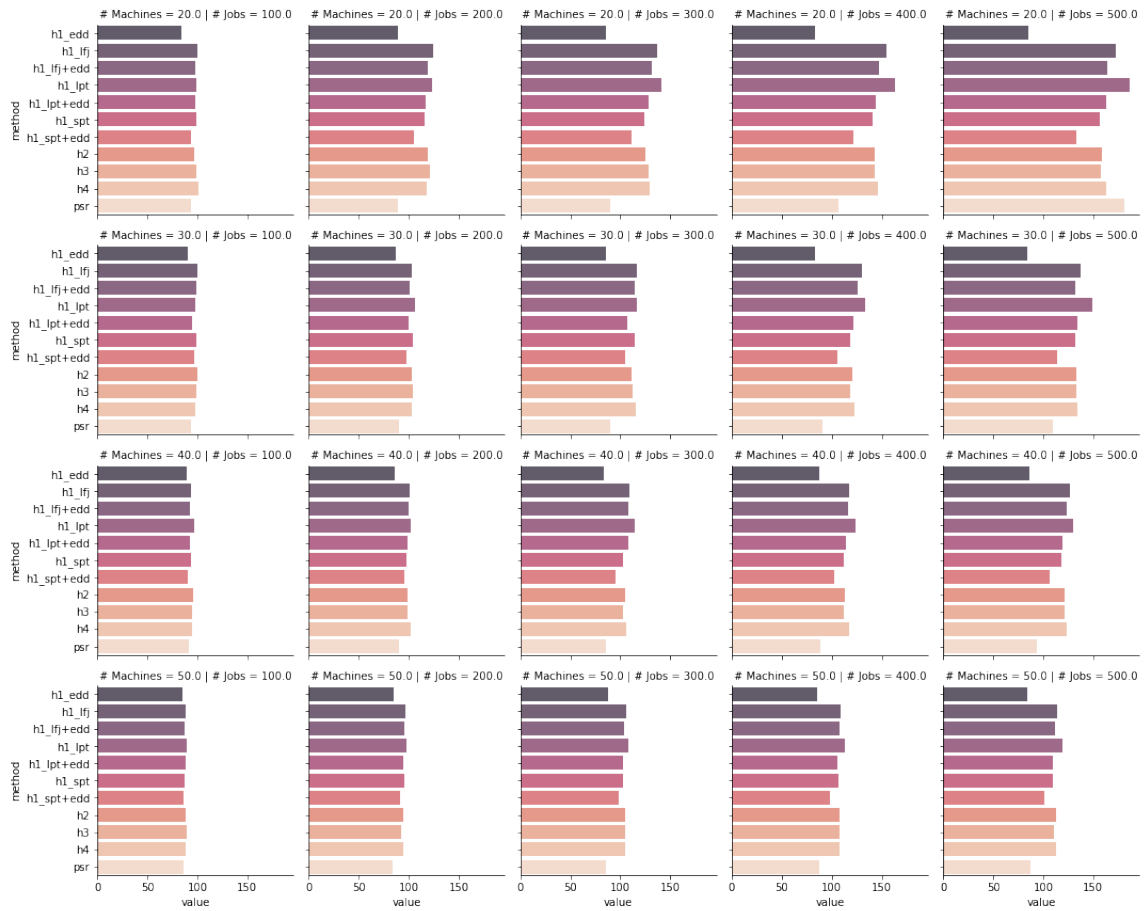 # Machines = 20.0 | # Jobs = 100.0
# Machines = 20.0 | # Jobs = 200.0
# Machines = 20.0 | # Jobs = 300.0
# Machines = 20.0 | # Jobs = 400.0
# Machines = 20.0 | # Jobs = 500.0
method
h1_edd
h1_lfj
h1_lfj+edd
h1_lpt
h1_lpt+edd
h1_spt
h1_spt+edd
h2
h3
h4
psr
# Machines = 30.0 | # Jobs = 100.0
# Machines = 30.0 | # Jobs = 200.0
# Machines = 30.0 | # Jobs = 300.0
# Machines = 30.0 | # Jobs = 400.0
# Machines = 30.0 | # Jobs = 500.0
method
h1_edd
h1_lfj
h1_lfj+edd
h1_lpt
h1_lpt+edd
h1_spt
h1_spt+edd
h2
h3
h4
psr
# Machines = 40.0 | # Jobs = 100.0
# Machines = 40.0 | # Jobs = 200.0
# Machines = 40.0 | # Jobs = 300.0
# Machines = 40.0 | # Jobs = 400.0
# Machines = 40.0 | # Jobs = 500.0
method
h1_edd
h1_lfj
h1_lfj+edd
h1_lpt
h1_lpt+edd
h1_spt
h1_spt+edd
h2
h3
h4
psr
# Machines = 50.0 | # Jobs = 100.0
# Machines = 50.0 | # Jobs = 200.0
# Machines = 50.0 | # Jobs = 300.0
# Machines = 50.0 | # Jobs = 400.0
# Machines = 50.0 | # Jobs = 500.0
method
h1_edd
h1_lfj
h1_lfj+edd
h1_lpt
h1_lpt+edd
h1_spt
h1_spt+edd
h2
h3
h4
psr
0 50 100 150
0 50 100 150
0 50 100 150
0 50 100 150
0 50 100 150
value
value
value
value
value